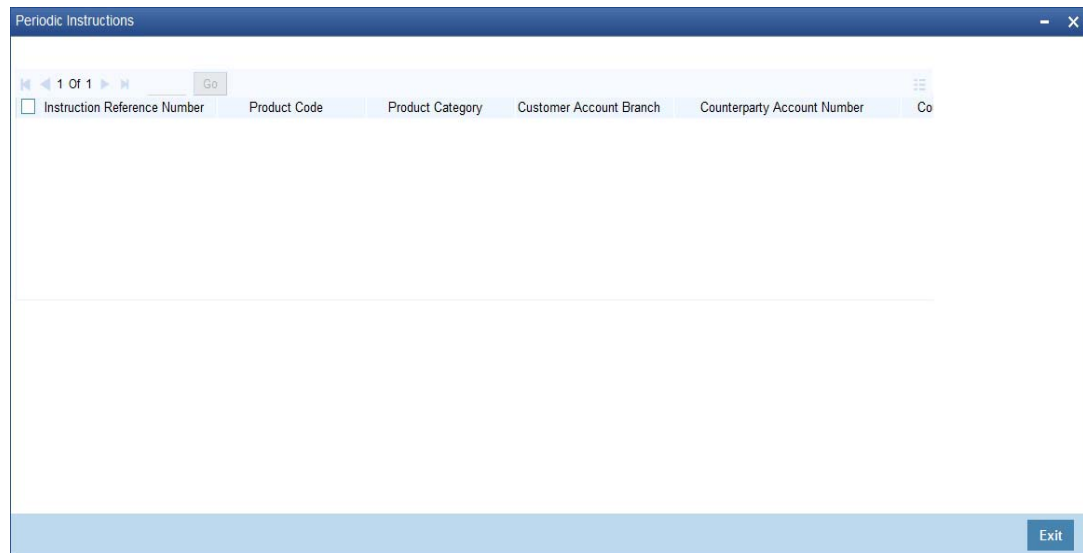 Periodic Instructions
1 Of 1 Go
Instruction Reference Number Product Code Product Category Customer Account Branch Counterparty Account Number Co
Exit